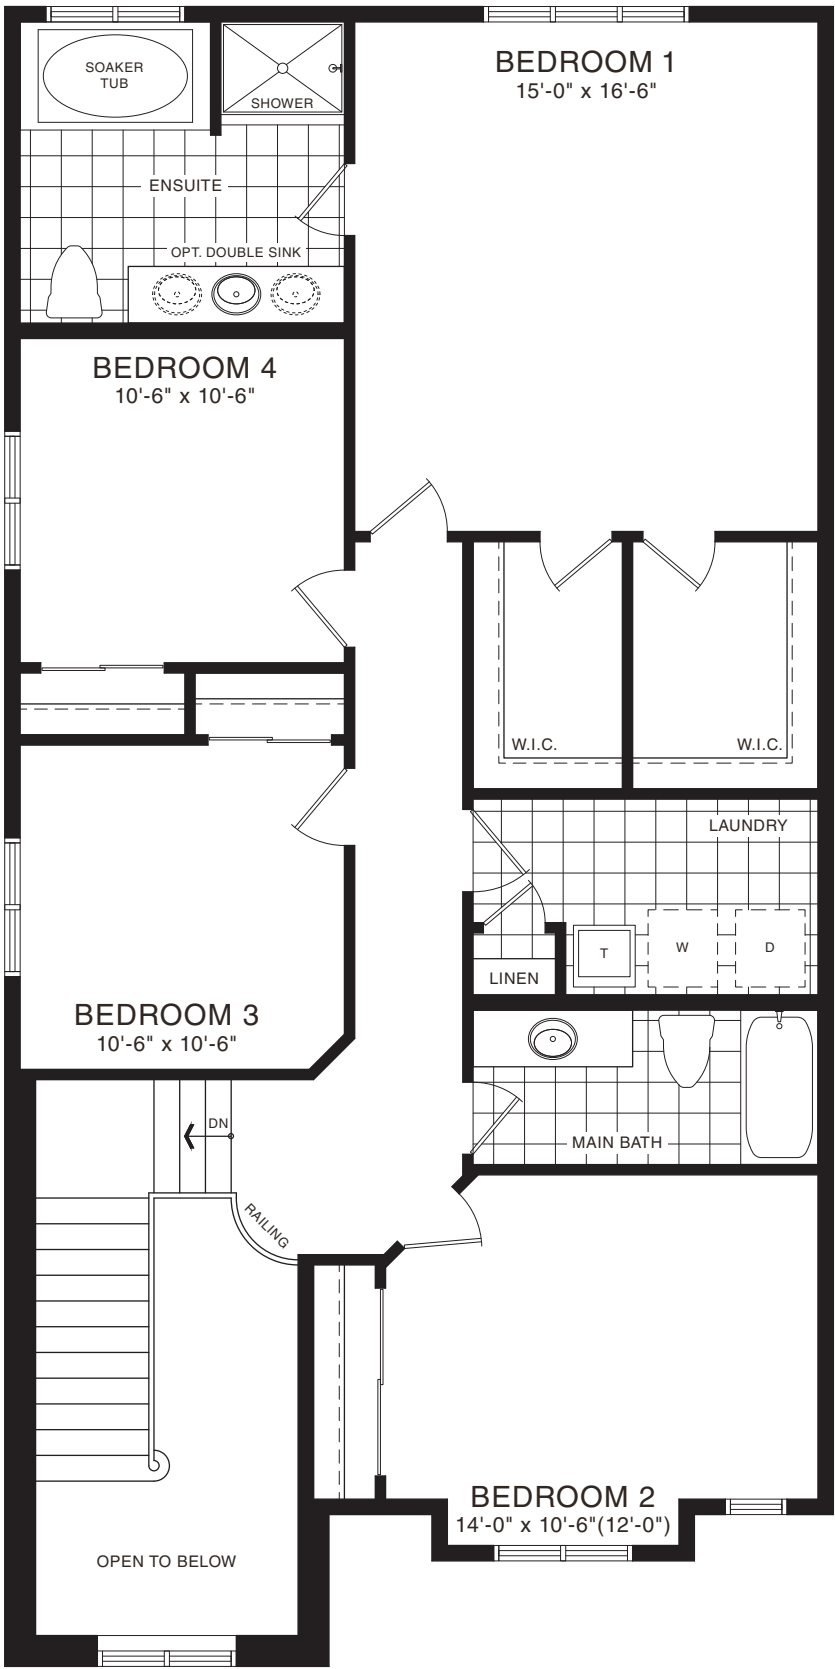 SOAKER
TUB
SHOWER
BEDROOM 1
15'-0" x 16'-6"
ENSUITE
OPT. DOUBLE SINK
BEDROOM 4
10'-6" x 10'-6"
W.I.C.
W.I.C.
LAUNDRY
T
W
D
LINEN
BEDROOM 3
10'-6" x 10'-6"
DN
MAIN BATH
RAILING
BEDROOM 2
14'-0" x 10'-6"(12'-0")
OPEN TO BELOW